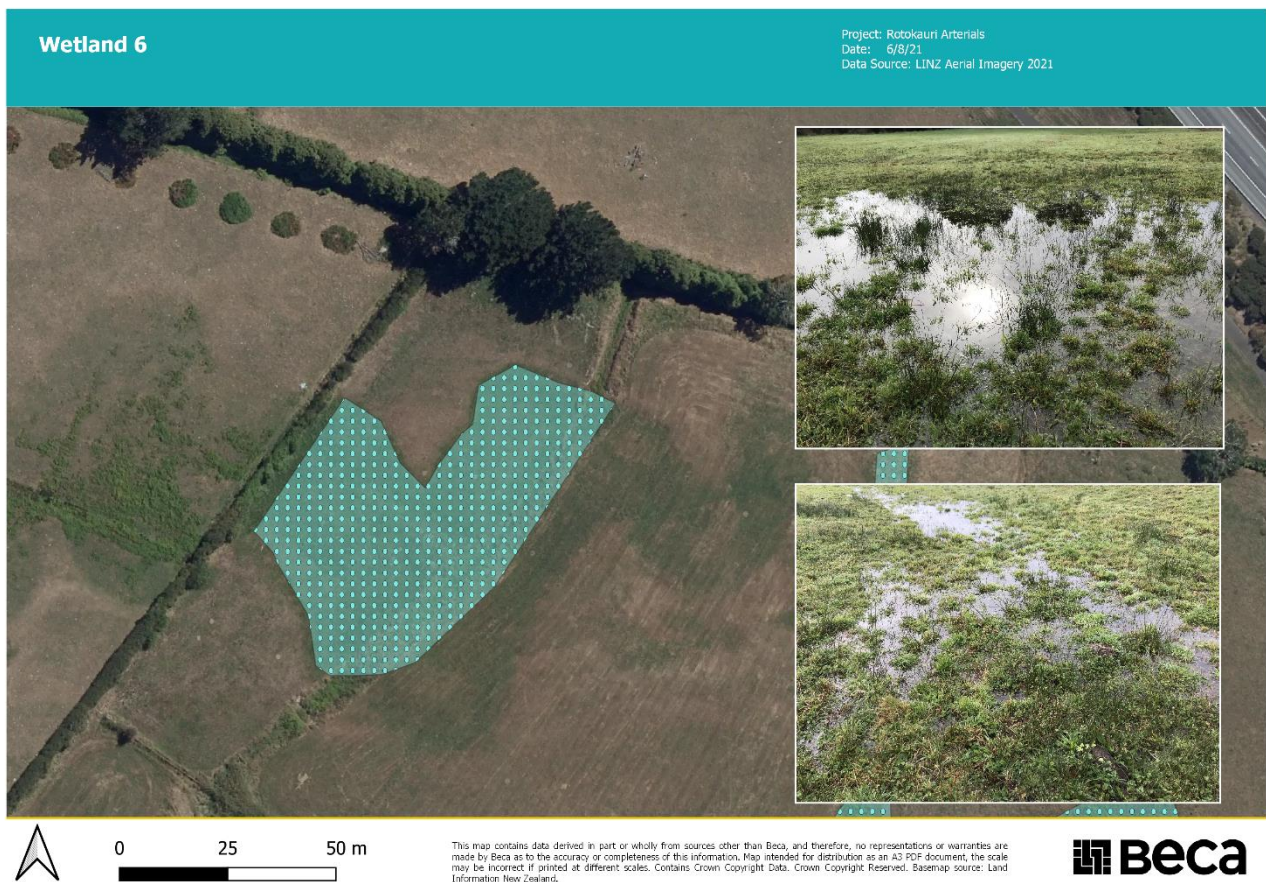 Wetland 6
Project: Rotokauri Arterials
Date: 6/8/21
Data Source: LINZ Aerial Imagery 2021
0 25 50 m
This map contains data derived in part or wholly from sources other than Beca, and therefore, no representations or warranties are
made by Beca as to the accuracy or completeness of this information. Map intended for distribution as an A3 PDF document, the scale
may be incorrect if printed at different scales. Contains Crown Copyright Data. Crown Copyright Reserved. Basemap source: Land
Information New Zealand.
Beca